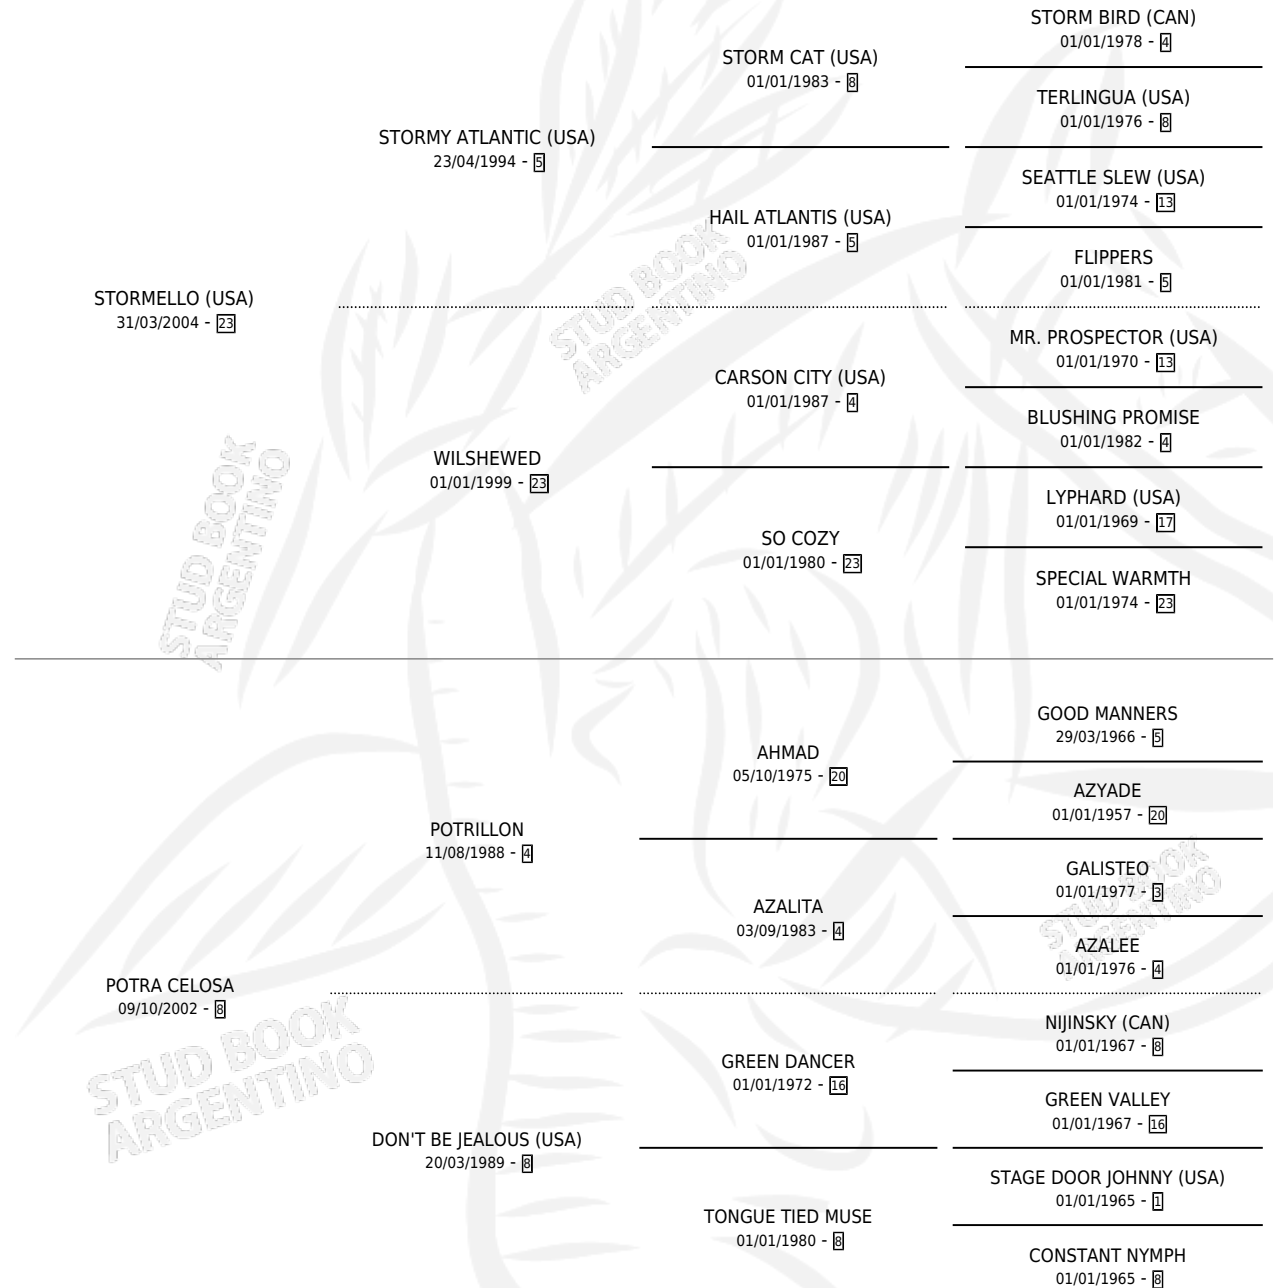 STORM BIRD (CAN)
01/01/1978 - 4
STORM CAT (USA)
01/01/1983 - 8
TERLINGUA (USA)
01/01/1976 - 8
STORMY ATLANTIC (USA)
23/04/1994 - 5
SEATTLE SLEW (USA)
01/01/1974 - 13
HAIL ATLANTIS (USA)
01/01/1987 - 5
FLIPPERS
01/01/1981 - 5
STORMELLO (USA)
31/03/2004 - 23
STUD BOOK
ARGENTINO
MR. PROSPECTOR (USA)
01/01/1970 - 13
CARSON CITY (USA)
01/01/1987 - 4
BLUSHING PROMISE
01/01/1982 - 4
WILSHEWED
01/01/1999 - 23
LYPHARD (USA)
01/01/1969 - 17
SO COZY
01/01/1980 - 23
SPECIAL WARMTH
01/01/1974 - 23
STUD BOOK
ARGENTINO
GOOD MANNERS
29/03/1966 - 5
AHMAD
05/10/1975 - 20
AZYADE
01/01/1957 - 20
POTRILLON
11/08/1988 - 4
GALISTEO
01/01/1977 - 3
AZALITA
03/09/1983 - 4
STUD BOOK
ARGENTINO
AZALEE
01/01/1976 - 4
POTRA CELOSA
09/10/2002 - 8
NIJINSKY (CAN)
01/01/1967 - 8
GREEN DANCER
01/01/1972 - 16
GREEN VALLEY
01/01/1967 - 16
STUD BOOK
ARGENTINO
DON'T BE JEALOUS (USA)
20/03/1989 - 8
STAGE DOOR JOHNNY (USA)
01/01/1965 - 1
TONGUE TIED MUSE
01/01/1980 - 8
CONSTANT NYMPH
01/01/1965 - 8